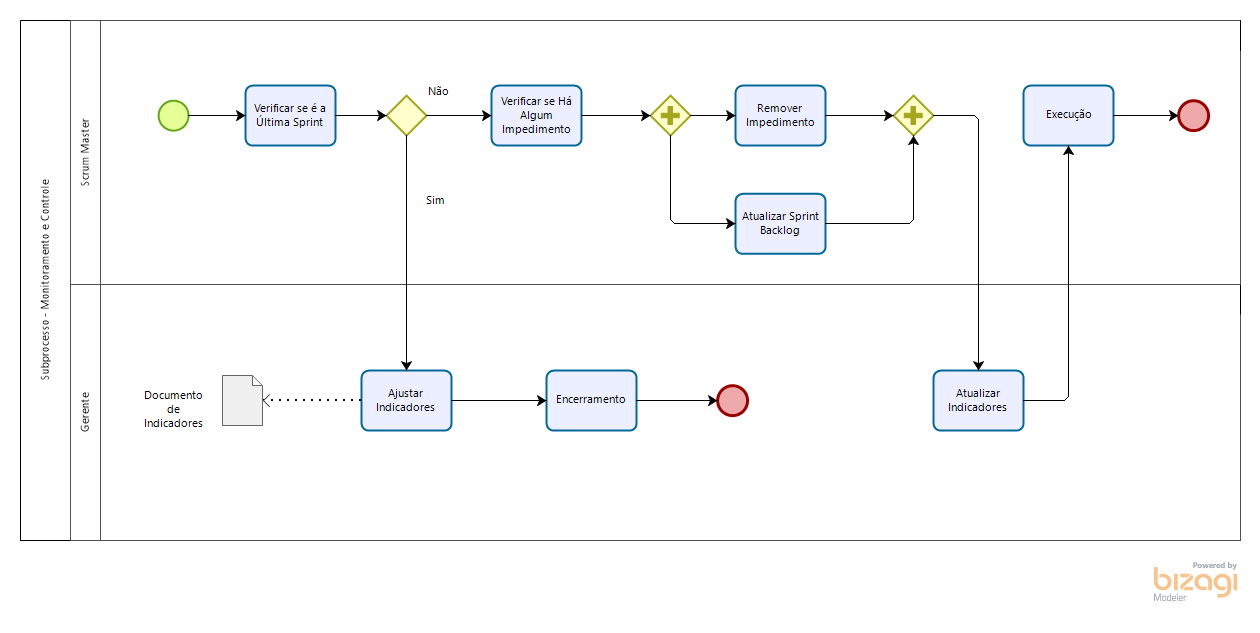 Subprocesso - Monitoramento e Controle
Scrum Master
Verificar se é a
Última Sprint
Não
Sim
Verificar se Há
Algum
Impedimento
Remover
Impedimento
Atualizar Sprint
Backlog
Execução
Gerente
Documento
de
Indicadores
Ajustar
Indicadores
Encerramento
Atualizar
Indicadores
Powered by
bizagi
Modeler